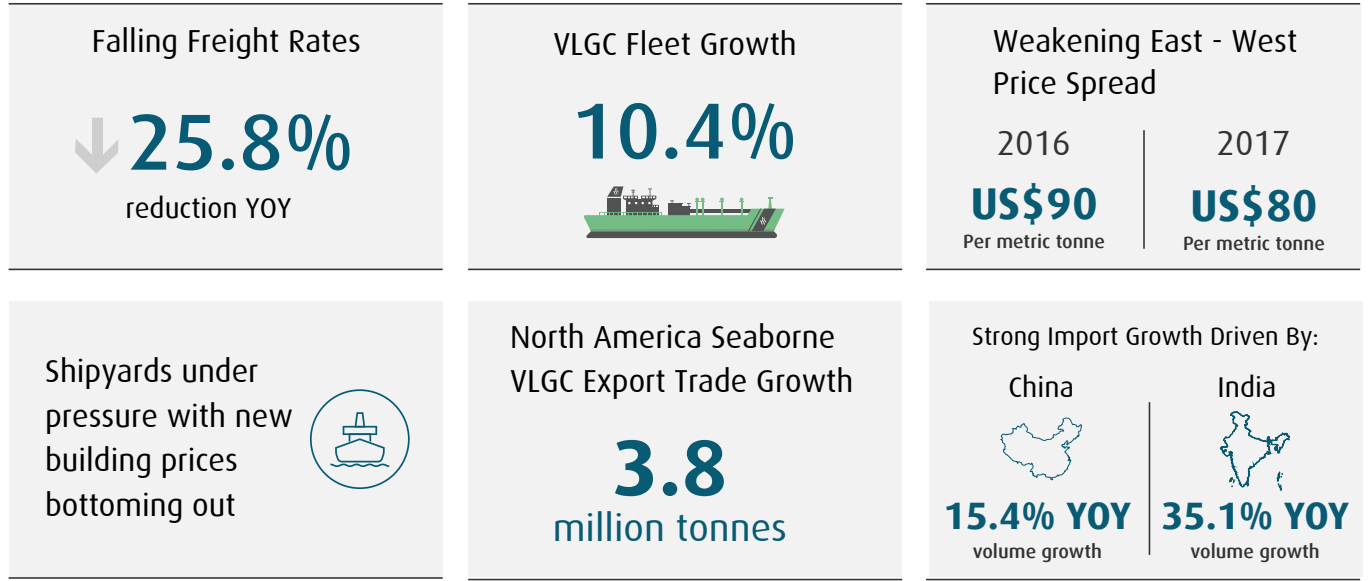 Falling Freight Rates
25.8%
reduction YOY
VLGC Fleet Growth
10.4%
Weakening East - West
Price Spread
2016
US$90
Per metric tonne
2017
US$80
Per metric tonne
Shipyards under
pressure with new
building prices
bottoming out
North America Seaborne
VLGC Export Trade Growth
3.8
million tonnes
Strong Import Growth Driven By:
China
15.4% YOY
volume growth
India
35.1% YOY
volume growth